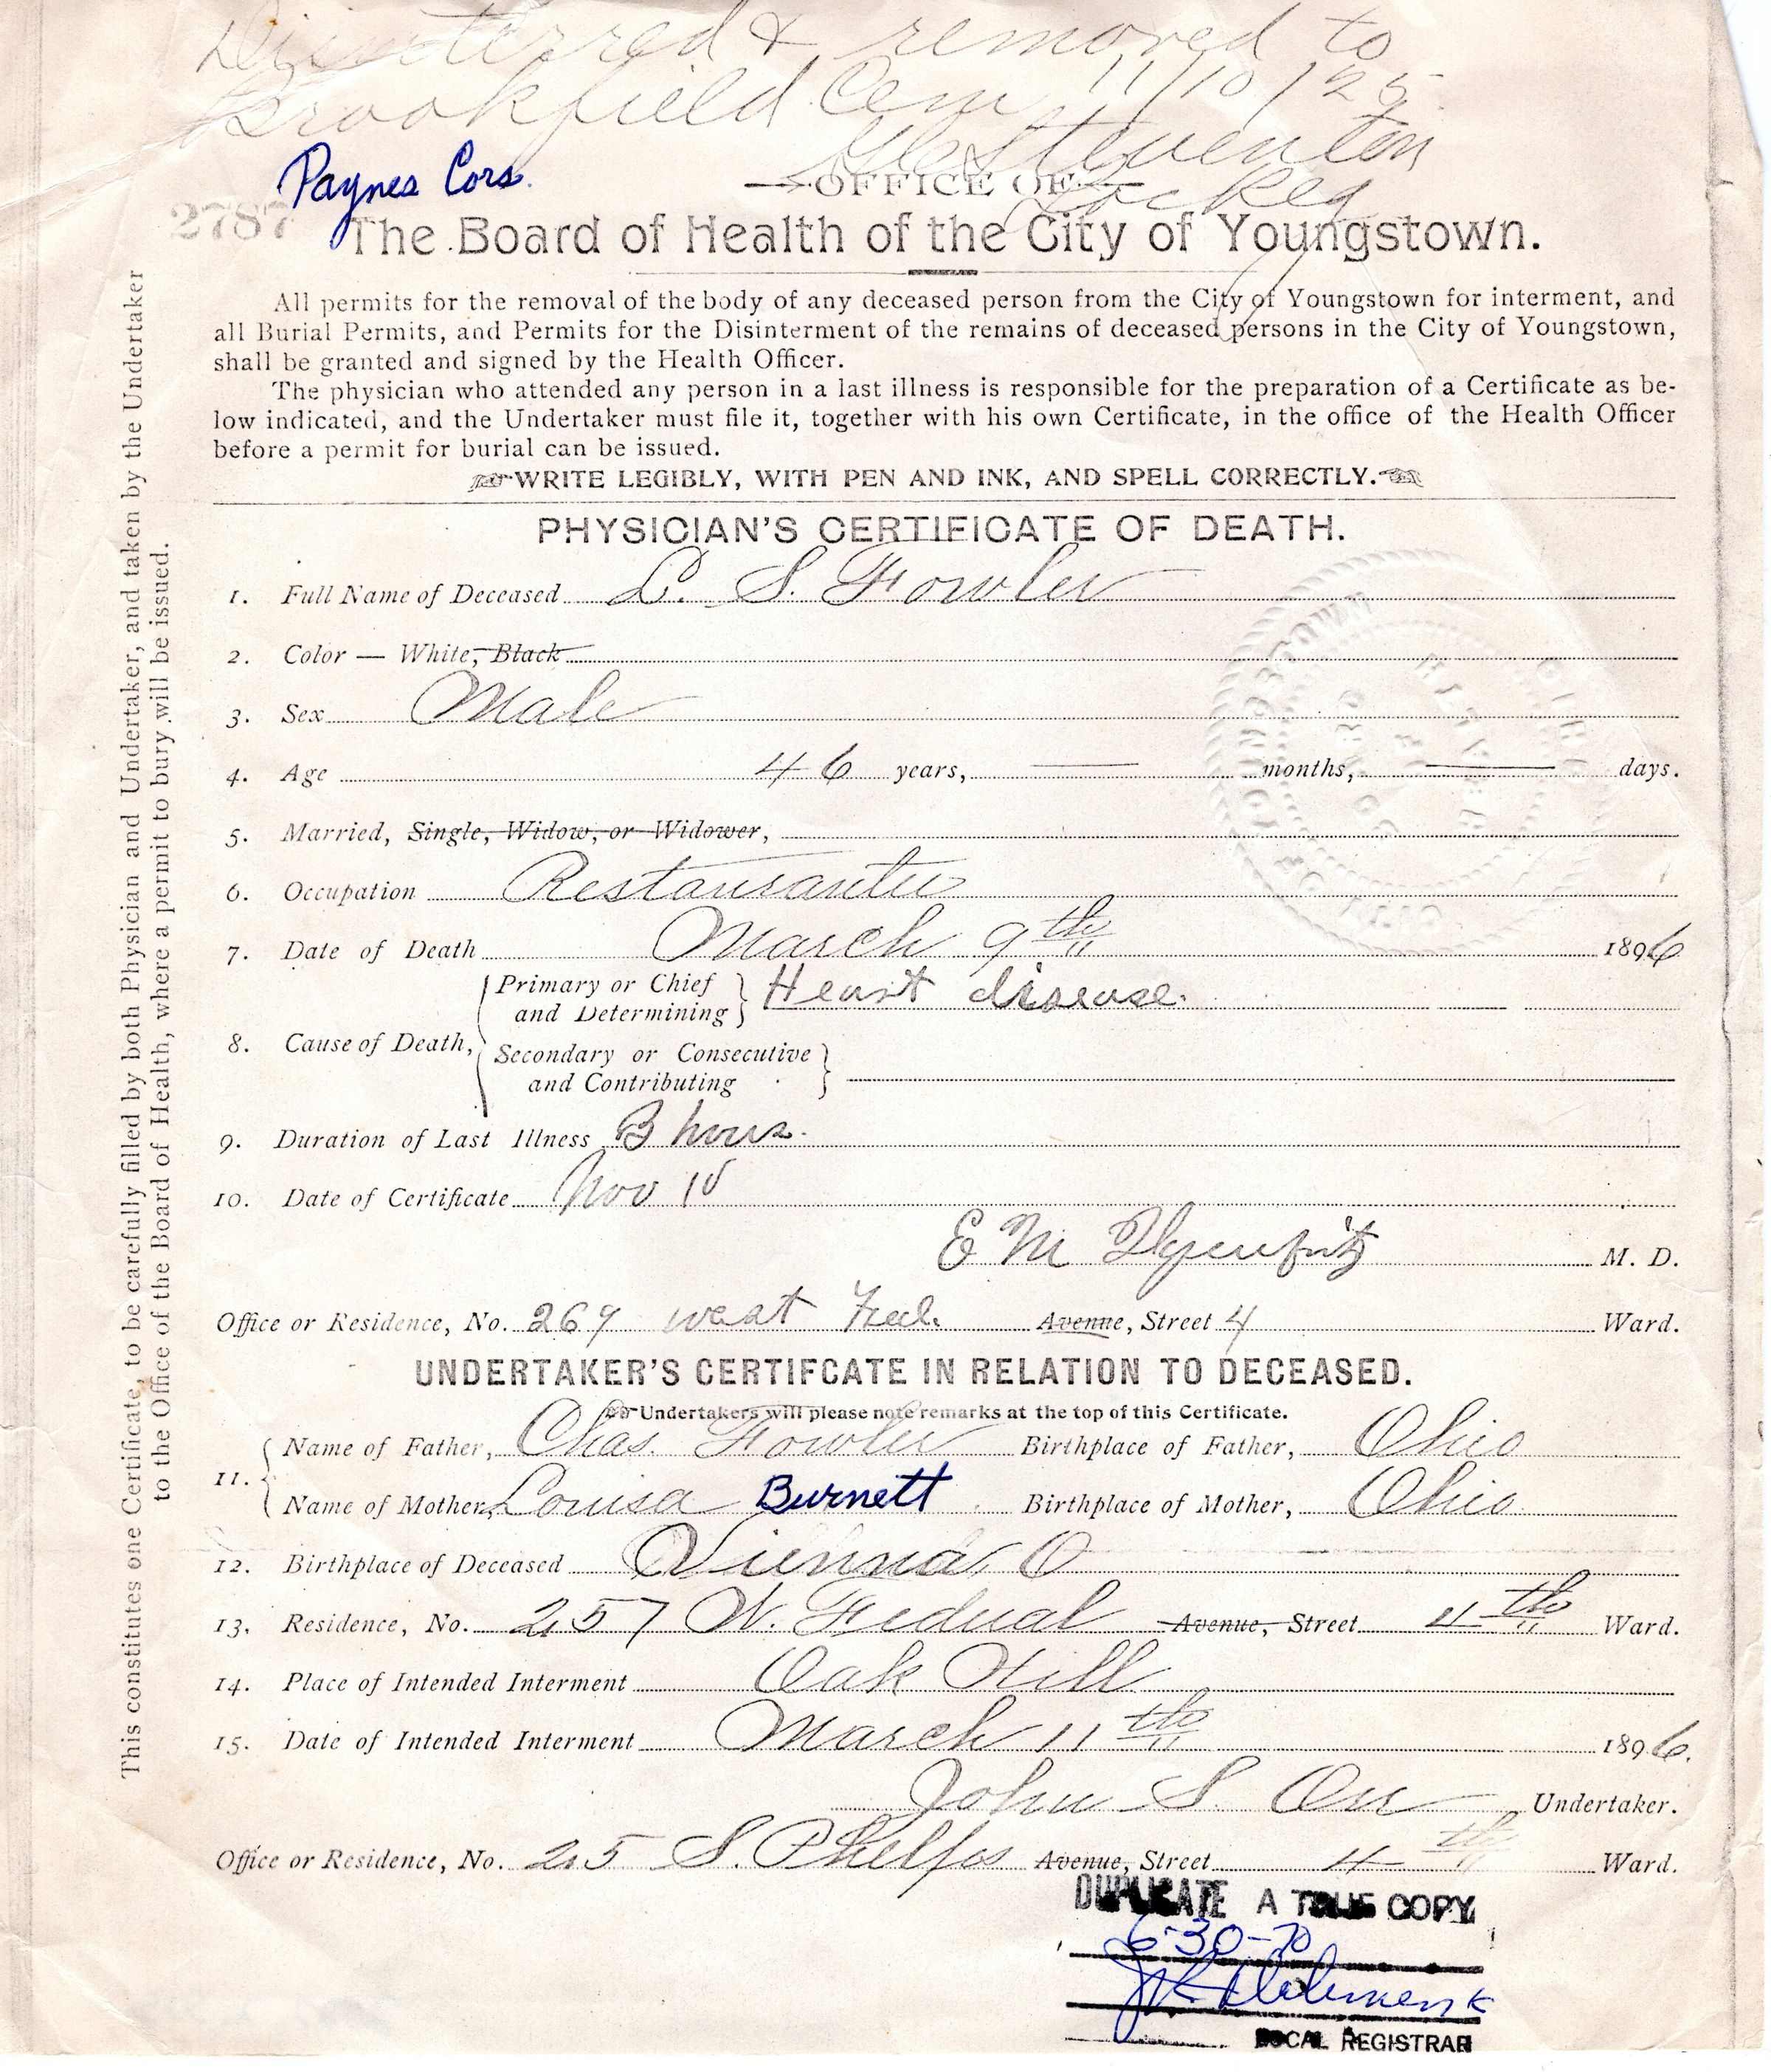 Disinterred & removed to
Brookfield Cem 11/10/25
Paynes Cors.
OFFICE OF
2787
The Board of Health of the City of Youngstown.
All permits for the removal of the body of any deceased person from the City of Youngstown for interment, and
all Burial Permits, and Permits for the Disinterment of the remains of deceased persons in the City of Youngstown,
shall be granted and signed by the Health Officer.
The physician who attended any person in a last illness is responsible for the preparation of a Certificate as be-
low indicated, and the Undertaker must file it, together with his own Certificate, in the office of the Health Officer
before a permit for burial can be issued.
WRITE LEGIBLY, WITH PEN AND INK, AND SPELL CORRECTLY.
PHYSICIAN'S CERTIFICATE OF DEATH.
1. Full Name of Deceased L. S. Fowler
2. Color — White, Black
3. Sex Male
4. Age 46 years, — months, — days.
5. Married, Single, Widow, or Widower,
6. Occupation
7. Date of Death March 9th 1896
8. Cause of Death, Primary or Chief and Determining Heart disease.
Secondary or Consecutive and Contributing
9. Duration of Last Illness 3 hours.
10. Date of Certificate Nov 10
E M M. D.
Office or Residence, No. 269 west Fed. Avenue, Street 4 Ward.
UNDERTAKER'S CERTIFCATE IN RELATION TO DECEASED.
Undertakers will please note remarks at the top of this Certificate.
11. Name of Father, Chas. Fowler Birthplace of Father, Ohio
Name of Mother, Louisa Burnett Birthplace of Mother, Ohio
12. Birthplace of Deceased Vienna, O
13. Residence, No. 257 W. Federal Avenue, Street 4th Ward.
14. Place of Intended Interment Oak Hill
15. Date of Intended Interment March 11th 1896.
John S. Orr Undertaker.
Office or Residence, No. 25 S. Phelps Avenue, Street 4th Ward.
DUPLICATE A TRUE COPY
6-30-70
LOCAL REGISTRAR
This constitutes one Certificate, to be carefully filled by both Physician and Undertaker, and taken by the Undertaker
to the Office of the Board of Health, where a permit to bury will be issued.